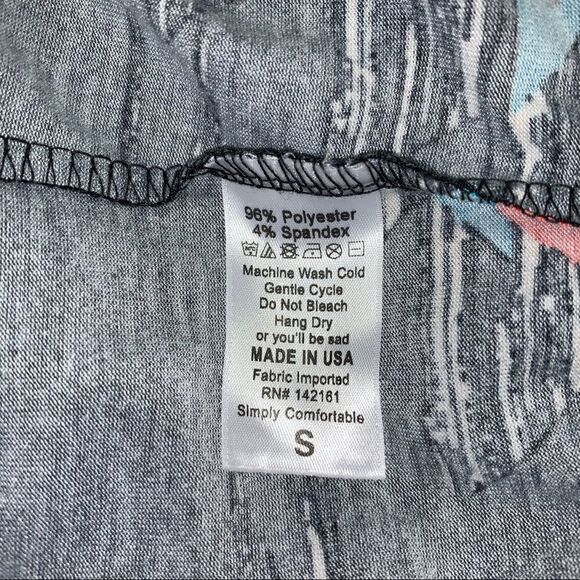 96% Polyester
4% Spandex
Machine Wash Cold
Gentle Cycle
Do Not Bleach
Hang Dry
or you'll be sad
MADE IN USA
Fabric Imported
RN# 142161
Simply Comfortable
S